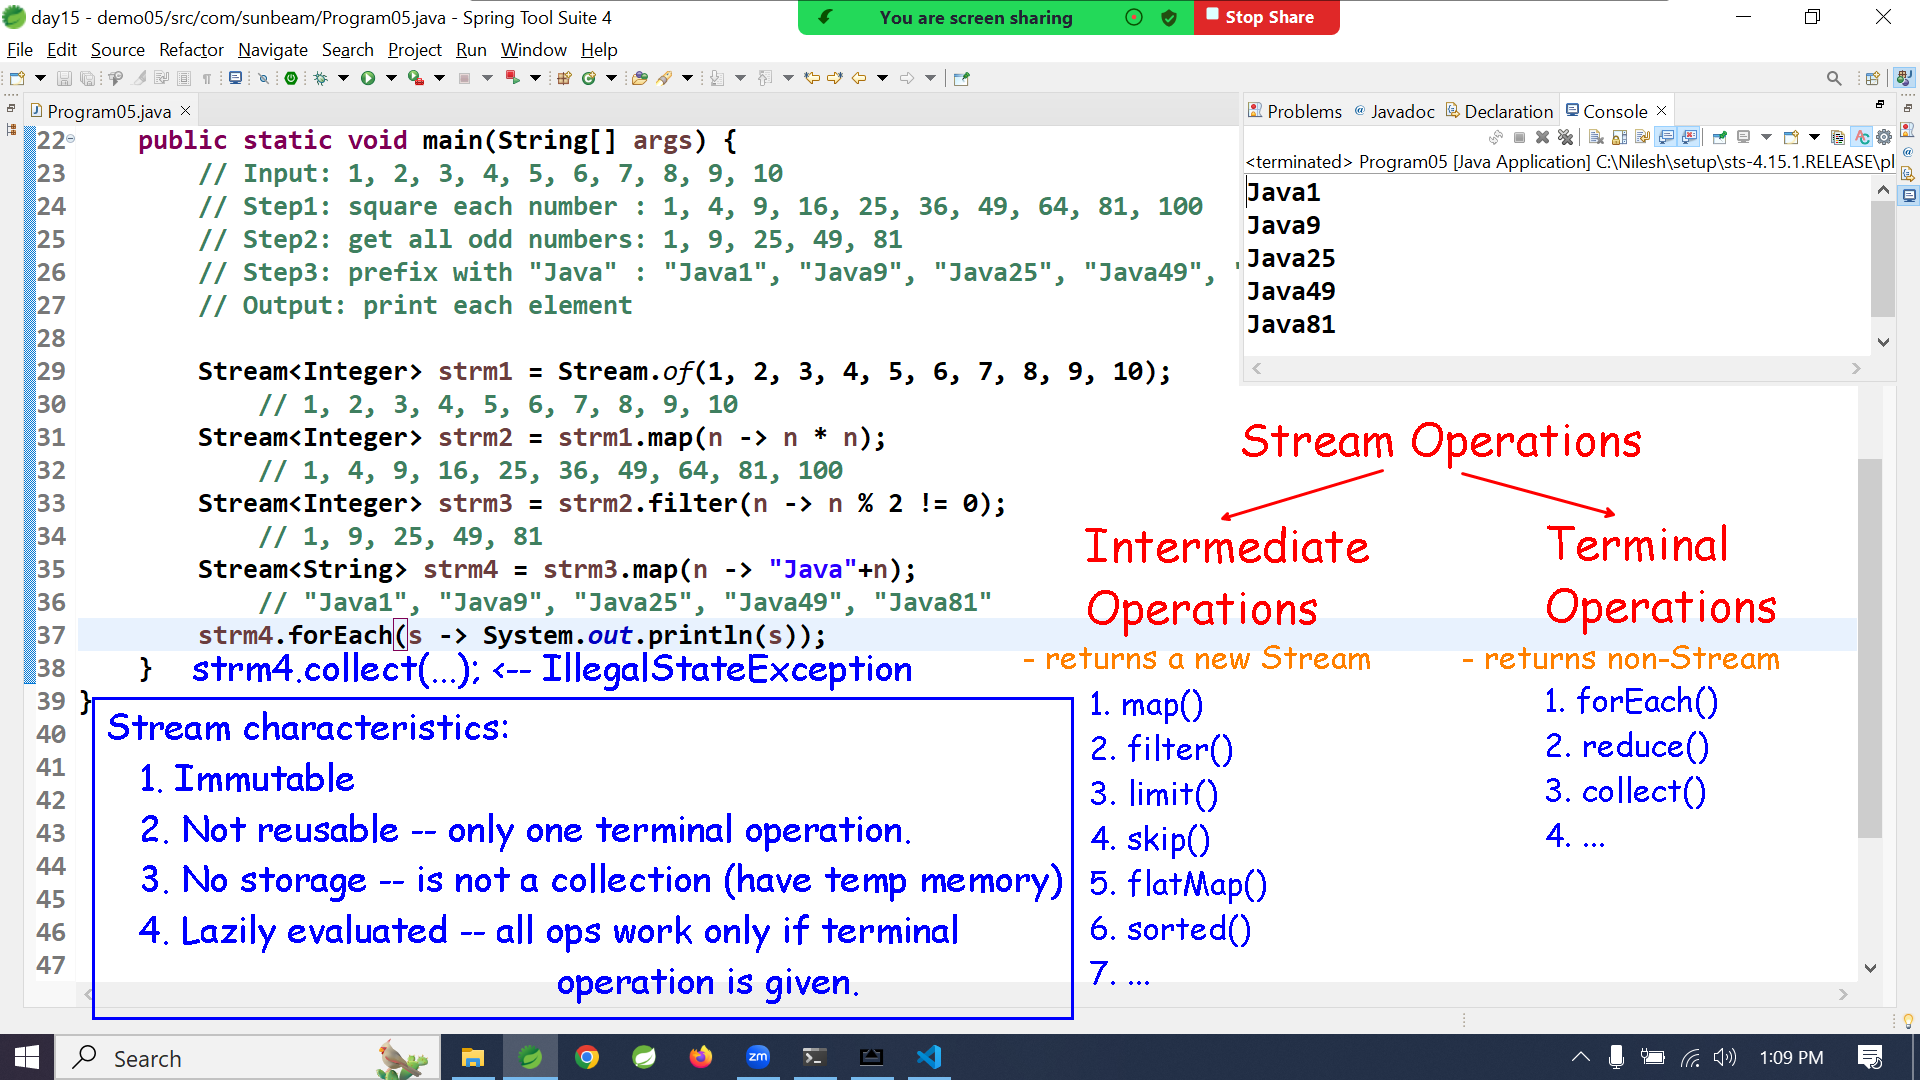 day15 - demo05/src/com/sunbeam/Program05.java - Spring Tool Suite 4
You are screen sharing
Stop Share
File Edit Source Refactor Navigate Search Project Run Window Help
Program05.java
22 public static void main(String[] args) {
23 // Input: 1, 2, 3, 4, 5, 6, 7, 8, 9, 10
24 // Step1: square each number : 1, 4, 9, 16, 25, 36, 49, 64, 81, 100
25 // Step2: get all odd numbers: 1, 9, 25, 49, 81
26 // Step3: prefix with "Java" : "Java1", "Java9", "Java25", "Java49", "
27 // Output: print each element
28
29 Stream<Integer> strm1 = Stream.of(1, 2, 3, 4, 5, 6, 7, 8, 9, 10);
30 // 1, 2, 3, 4, 5, 6, 7, 8, 9, 10
31 Stream<Integer> strm2 = strm1.map(n -> n * n);
32 // 1, 4, 9, 16, 25, 36, 49, 64, 81, 100
33 Stream<Integer> strm3 = strm2.filter(n -> n % 2 != 0);
34 // 1, 9, 25, 49, 81
35 Stream<String> strm4 = strm3.map(n -> "Java"+n);
36 // "Java1", "Java9", "Java25", "Java49", "Java81"
37 strm4.forEach(s -> System.out.println(s));
38 } strm4.collect(...); <-- IllegalStateException
39 }
40
41
42
43
44
45
46
47
Stream characteristics:
1. Immutable
2. Not reusable -- only one terminal operation.
3. No storage -- is not a collection (have temp memory)
4. Lazily evaluated -- all ops work only if terminal
operation is given.
Problems @ Javadoc Declaration Console
<terminated> Program05 [Java Application] C:\Nilesh\setup\sts-4.15.1.RELEASE\pl
Java1
Java9
Java25
Java49
Java81
Stream Operations
Intermediate
Operations
- returns a new Stream
1. map()
2. filter()
3. limit()
4. skip()
5. flatMap()
6. sorted()
7. ...
Terminal
Operations
- returns non-Stream
1. forEach()
2. reduce()
3. collect()
4. ...
Search
zm
1:09 PM